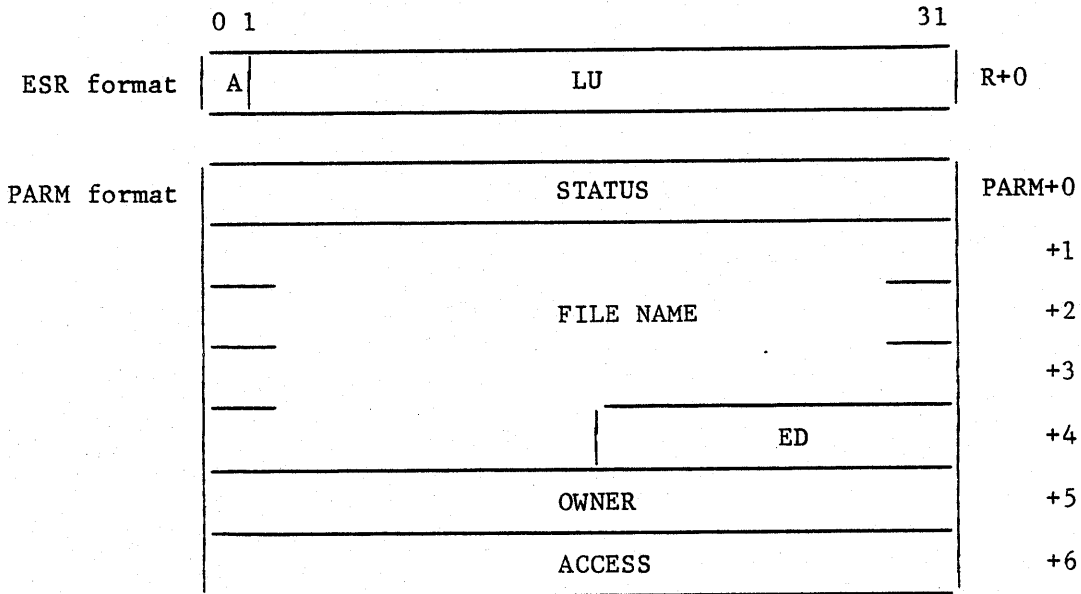 0 1 31
ESR format A LU R+0
PARM format STATUS PARM+0
+1
FILE NAME +2
+3
ED +4
OWNER +5
ACCESS +6